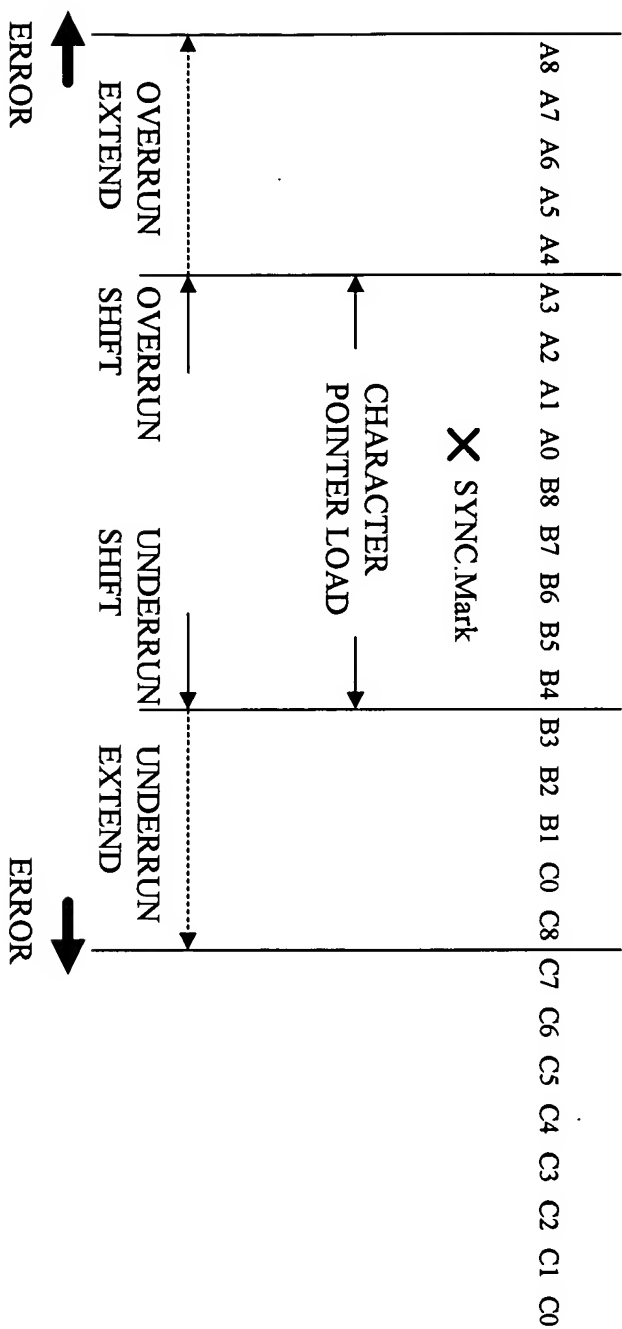 A8 A7 A6 A5 A4 A3 A2 A1 A0 B8 B7 B6 B5 B4 B3 B2 B1 C0 C8 C7 C6 C5 C4 C3 C2 C1 C0
SYNC.Mark
CHARACTER
POINTER LOAD
OVERRUN
EXTEND
OVERRUN
SHIFT
UNDERRUN
SHIFT
UNDERRUN
EXTEND
ERROR
ERROR